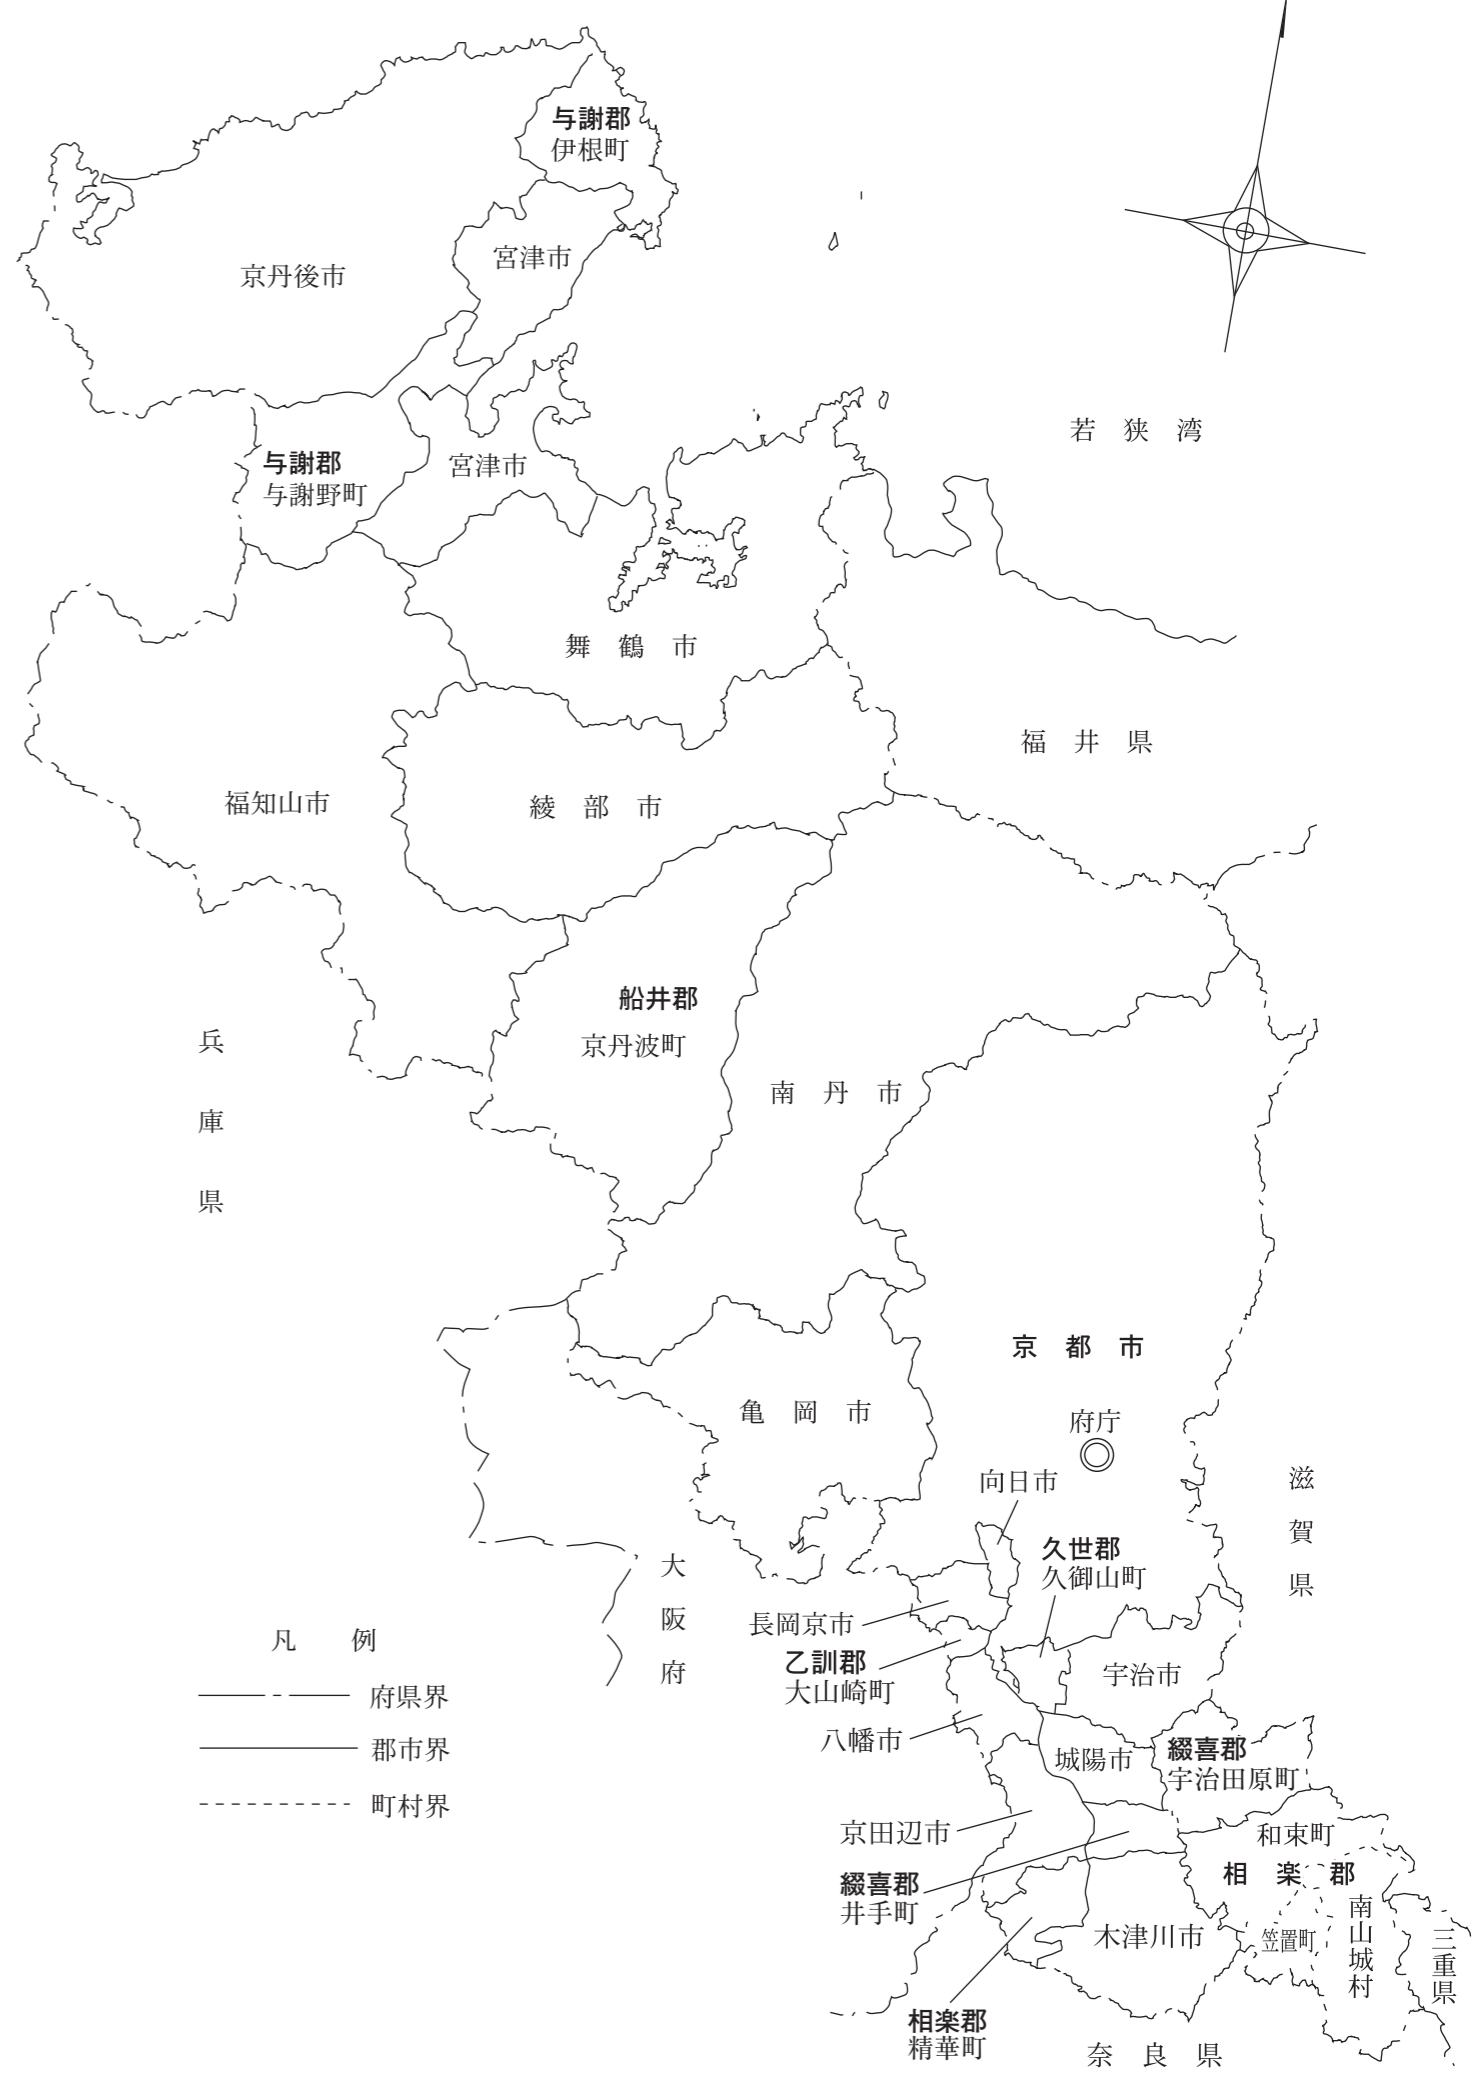 与謝郡
伊根町
宮津市
京丹後市
若狭湾
与謝郡
与謝野町
宮津市
舞鶴市
福井県
福知山市
綾部市
船井郡
京丹波町
兵庫県
南丹市
京都市
府庁
亀岡市
向日市
滋賀県
久世郡
久御山町
大阪府
長岡京市
乙訓郡
大山崎町
宇治市
八幡市
城陽市
綴喜郡
宇治田原町
京田辺市
和束町
綴喜郡
井手町
相楽郡
南山城村
笠置町
木津川市
三重県
相楽郡
精華町
奈良県
凡例
府県界
郡市界
町村界